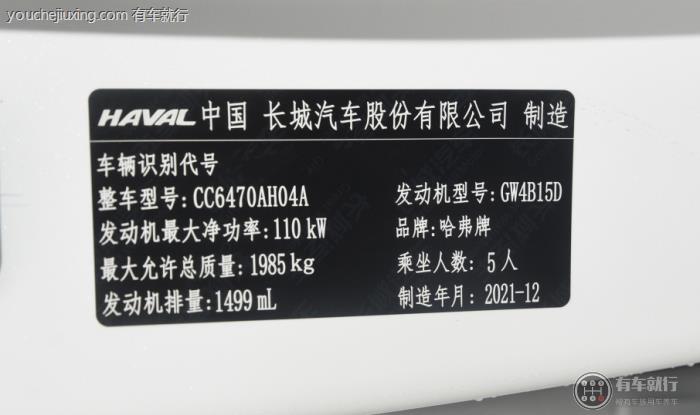 youchejiuxing.com 有车就行
HAVAL 中国 长城汽车股份有限公司 制造
车辆识别代号
整车型号:CC6470AH04A 发动机型号:GW4B15D
发动机最大净功率:110 kW 品牌:哈弗牌
最大允许总质量:1985 kg 乘坐人数:5人
发动机排量:1499 mL 制造年月:2021-12
有车就行